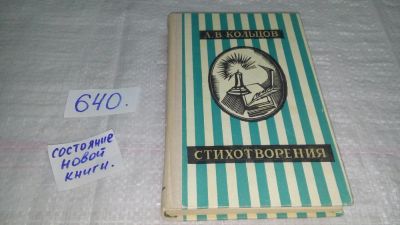 640.
состояние
новой
книги.
А.В.КОЛЬЦОВ
СТИХОТВОРЕНИЯ